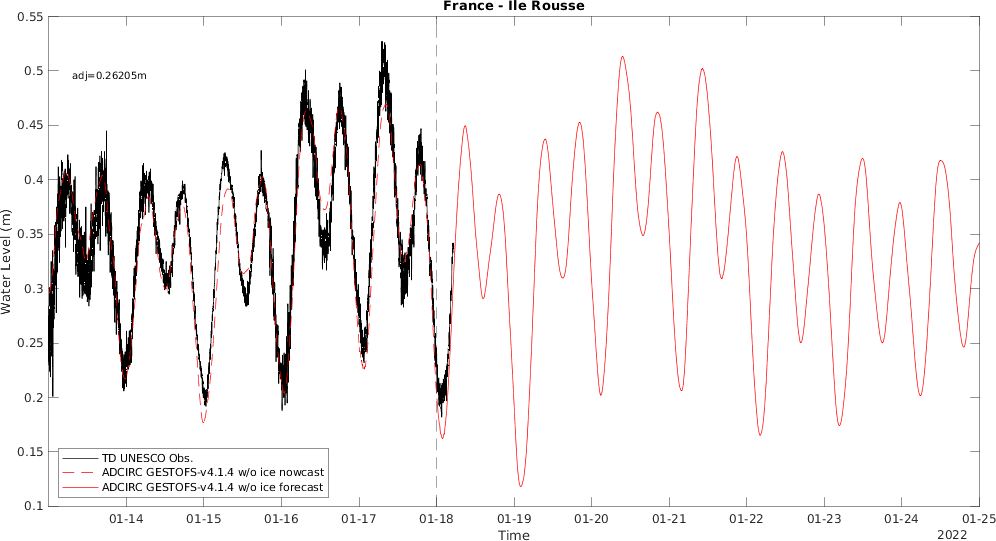 France - Ile Rousse
adj=0.26205m
0.55
0.5
0.45
0.4
0.35
0.3
0.25
0.2
0.15
0.1
Water Level (m)
TD UNESCO Obs.
ADCIRC GESTOFS-v4.1.4 w/o ice nowcast
ADCIRC GESTOFS-v4.1.4 w/o ice forecast
01-14 01-15 01-16 01-17 01-18 01-19 01-20 01-21 01-22 01-23 01-24 01-25
Time
2022